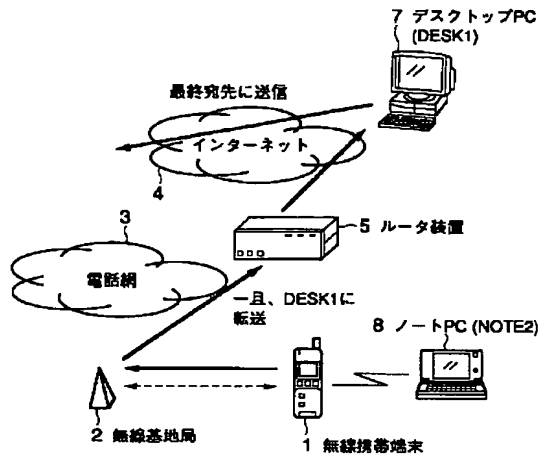 7 デスクトップPC
(DESK1)
最終宛先に送信
インターネット
4
3
5 ルータ装置
電話網
一旦、DESK1に
転送
8 ノートPC (NOTE2)
2 無線基地局
1 無線携帯端末